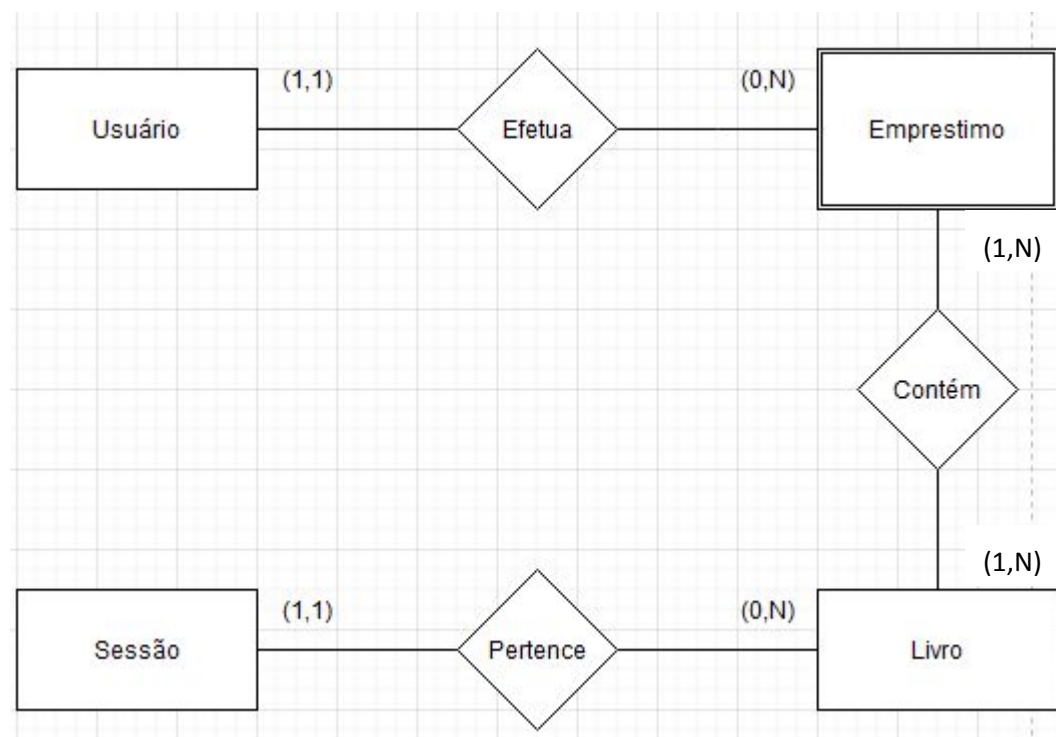 (1,1)
(0,N)
Usuário
Efetua
Emprestimo
(1,N)
Contém
(1,N)
(1,1)
(0,N)
Sessão
Pertence
Livro